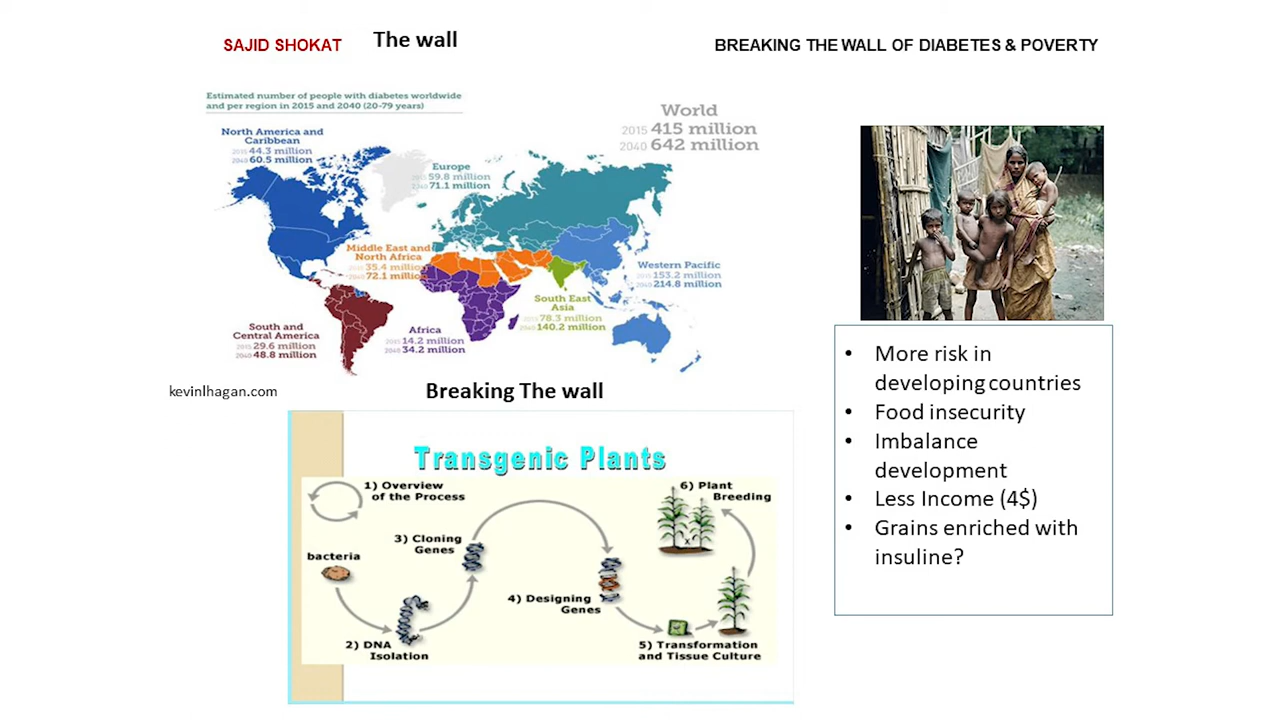 SAJID SHOKAT
The wall
BREAKING THE WALL OF DIABETES & POVERTY
Estimated number of people with diabetes worldwide
and per region in 2015 and 2040 (20-79 years)
World
2015 415 million
2040 642 million
North America and
Caribbean
2015 44.3 million
2040 60.5 million
Europe
2015 59.8 million
2040 71.1 million
Middle East and
North Africa
2015 35.4 million
2040 72.1 million
Western Pacific
2015 153.2 million
2040 214.8 million
South East
Asia
2015 78.3 million
2040 140.2 million
South and
Central America
2015 29.6 million
2040 48.8 million
Africa
2015 14.2 million
2040 34.2 million
kevinlhagan.com
Breaking The wall
Transgenic Plants
1) Overview
of the Process
bacteria
2) DNA
Isolation
3) Cloning
Genes
4) Designing
Genes
5) Transformation
and Tissue Culture
6) Plant
Breeding
x
• More risk in
developing countries
• Food insecurity
• Imbalance
development
• Less Income (4$)
• Grains enriched with
insuline?